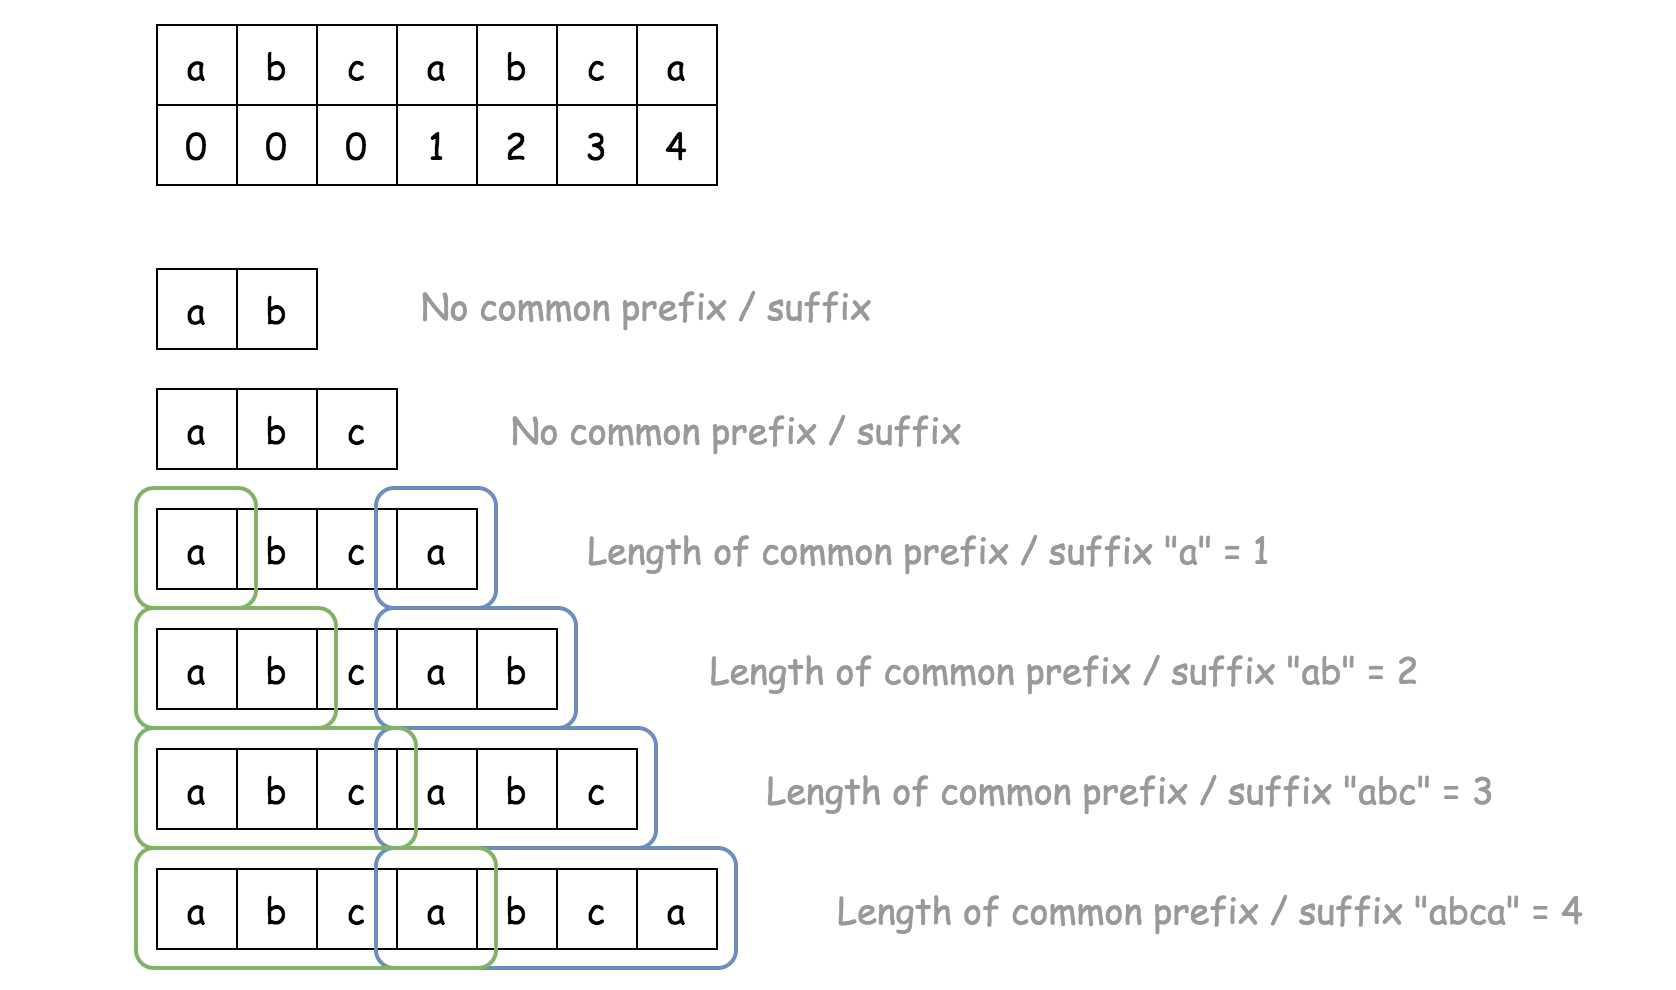 a b c a b c a
0 0 0 1 2 3 4
a b No common prefix / suffix
a b c No common prefix / suffix
a b c a Length of common prefix / suffix "a" = 1
a b c a b Length of common prefix / suffix "ab" = 2
a b c a b c Length of common prefix / suffix "abc" = 3
a b c a b c a Length of common prefix / suffix "abca" = 4